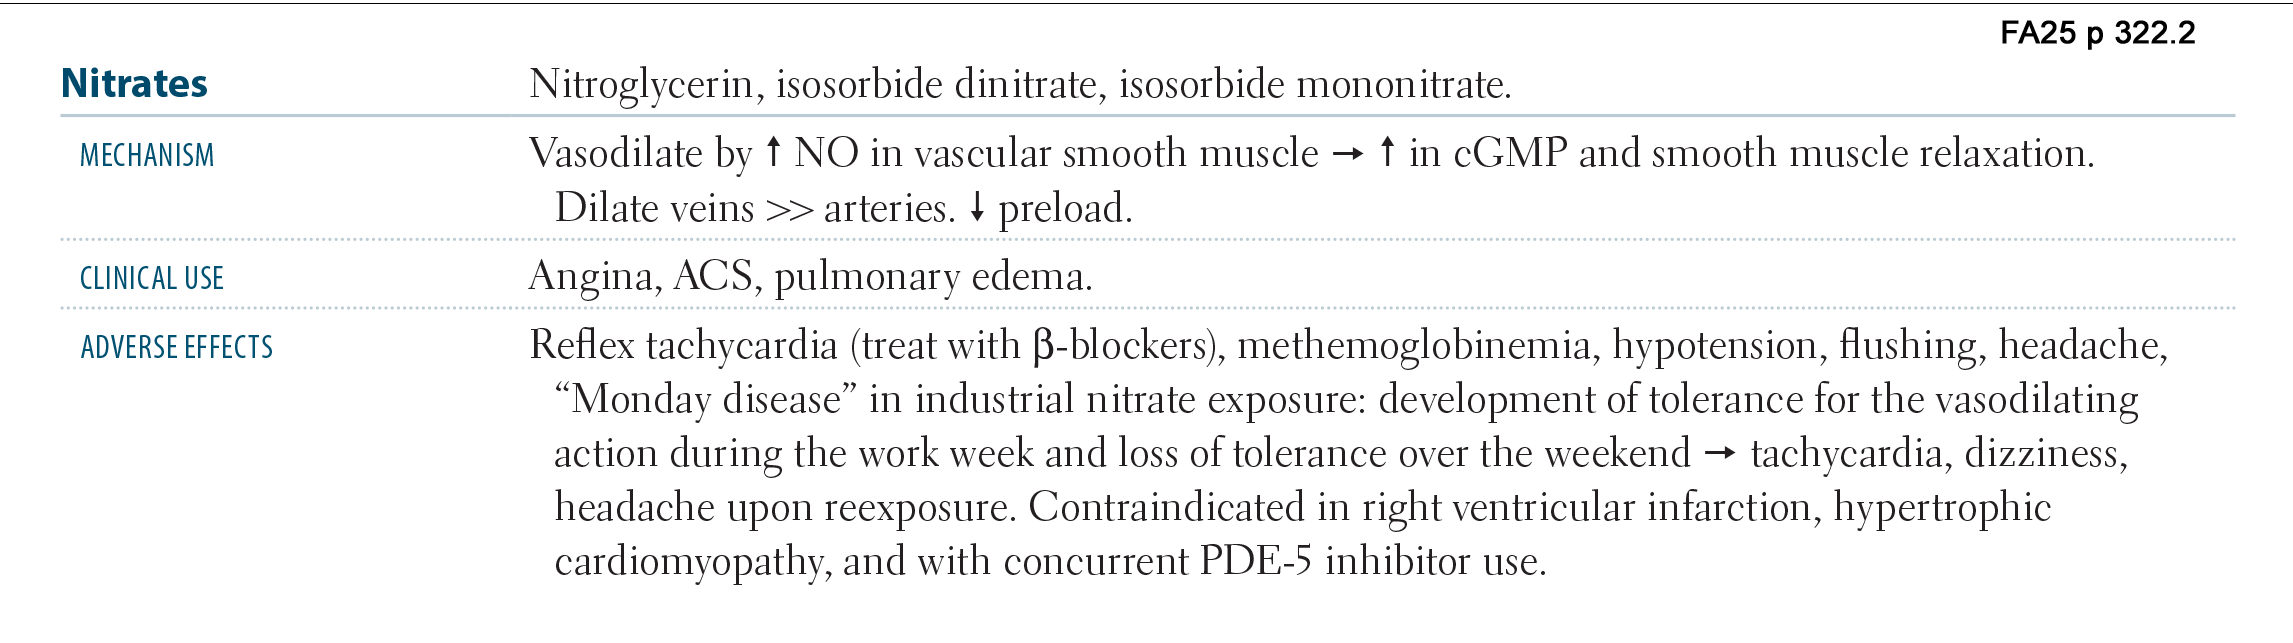 FA25 p 322.2
Nitrates Nitroglycerin, isosorbide dinitrate, isosorbide mononitrate.
MECHANISM Vasodilate by ↑ NO in vascular smooth muscle → ↑ in cGMP and smooth muscle relaxation.
Dilate veins >> arteries. ↓ preload.
CLINICAL USE Angina, ACS, pulmonary edema.
ADVERSE EFFECTS Reflex tachycardia (treat with β-blockers), methemoglobinemia, hypotension, flushing, headache,
“Monday disease” in industrial nitrate exposure: development of tolerance for the vasodilating
action during the work week and loss of tolerance over the weekend → tachycardia, dizziness,
headache upon reexposure. Contraindicated in right ventricular infarction, hypertrophic
cardiomyopathy, and with concurrent PDE-5 inhibitor use.